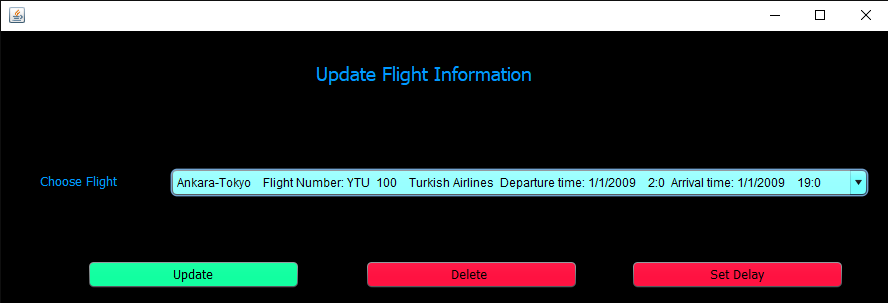 Update Flight Information
Choose Flight Ankara-Tokyo Flight Number: YTU 100 Turkish Airlines Departure time: 1/1/2009 2:0 Arrival time: 1/1/2009 19:0
Update Delete Set Delay